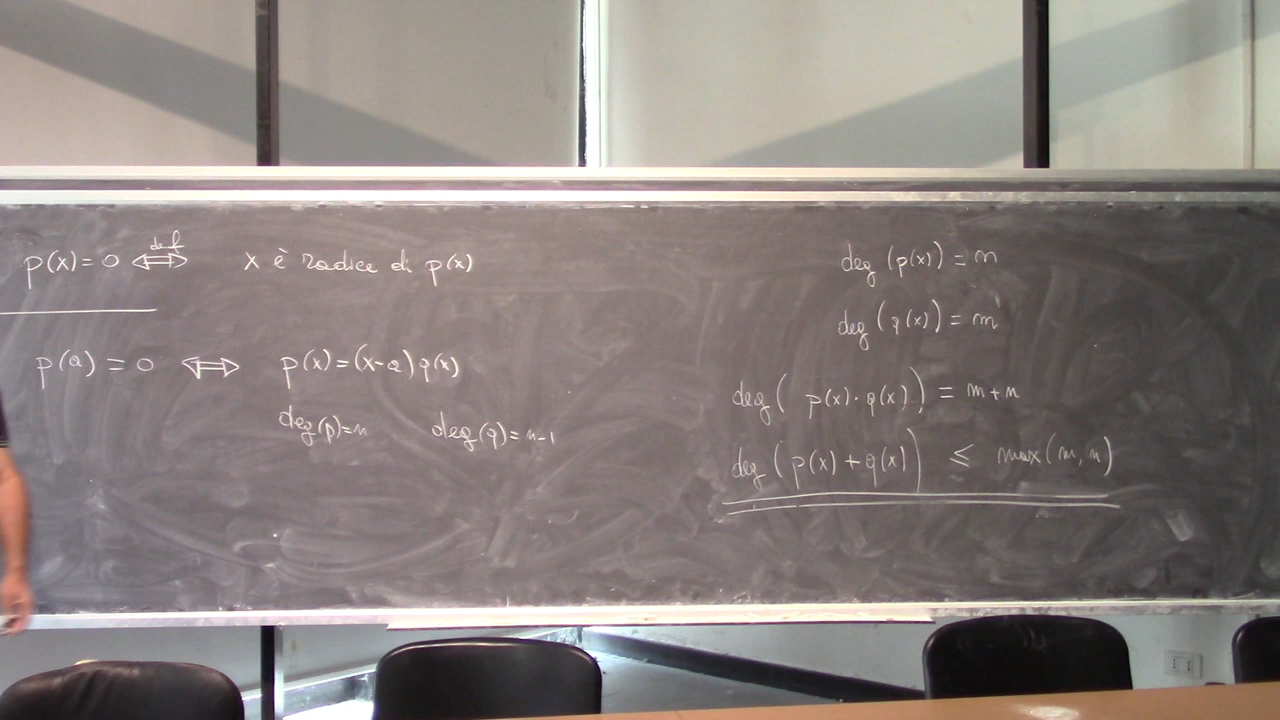 p(x) = 0 ⟺ def x è radice di p(x)
p(a) = 0 ⟺ p(x) = (x-a) q(x)
deg(p) = n deg(q) = n-1
deg (p(x)) = n
deg (q(x)) = m
deg ( p(x) · q(x) ) = m + n
deg ( p(x) + q(x) ) ≤ max(m, n)